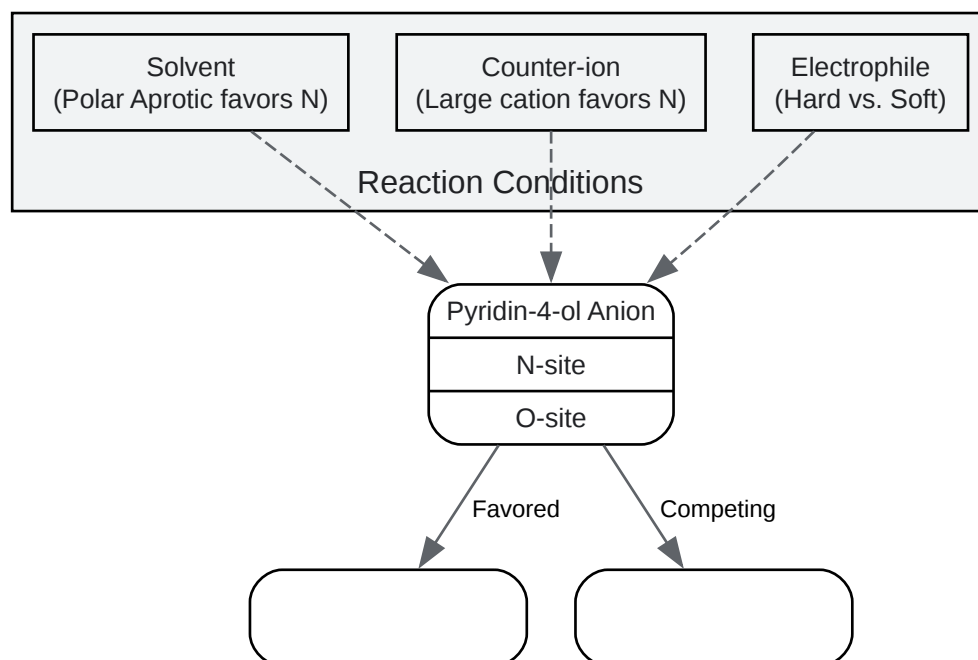 Solvent
(Polar Aprotic favors N)
Counter-ion
(Large cation favors N)
Electrophile
(Hard vs. Soft)
Reaction Conditions
Pyridin-4-ol Anion
N-site
O-site
Favored
Competing